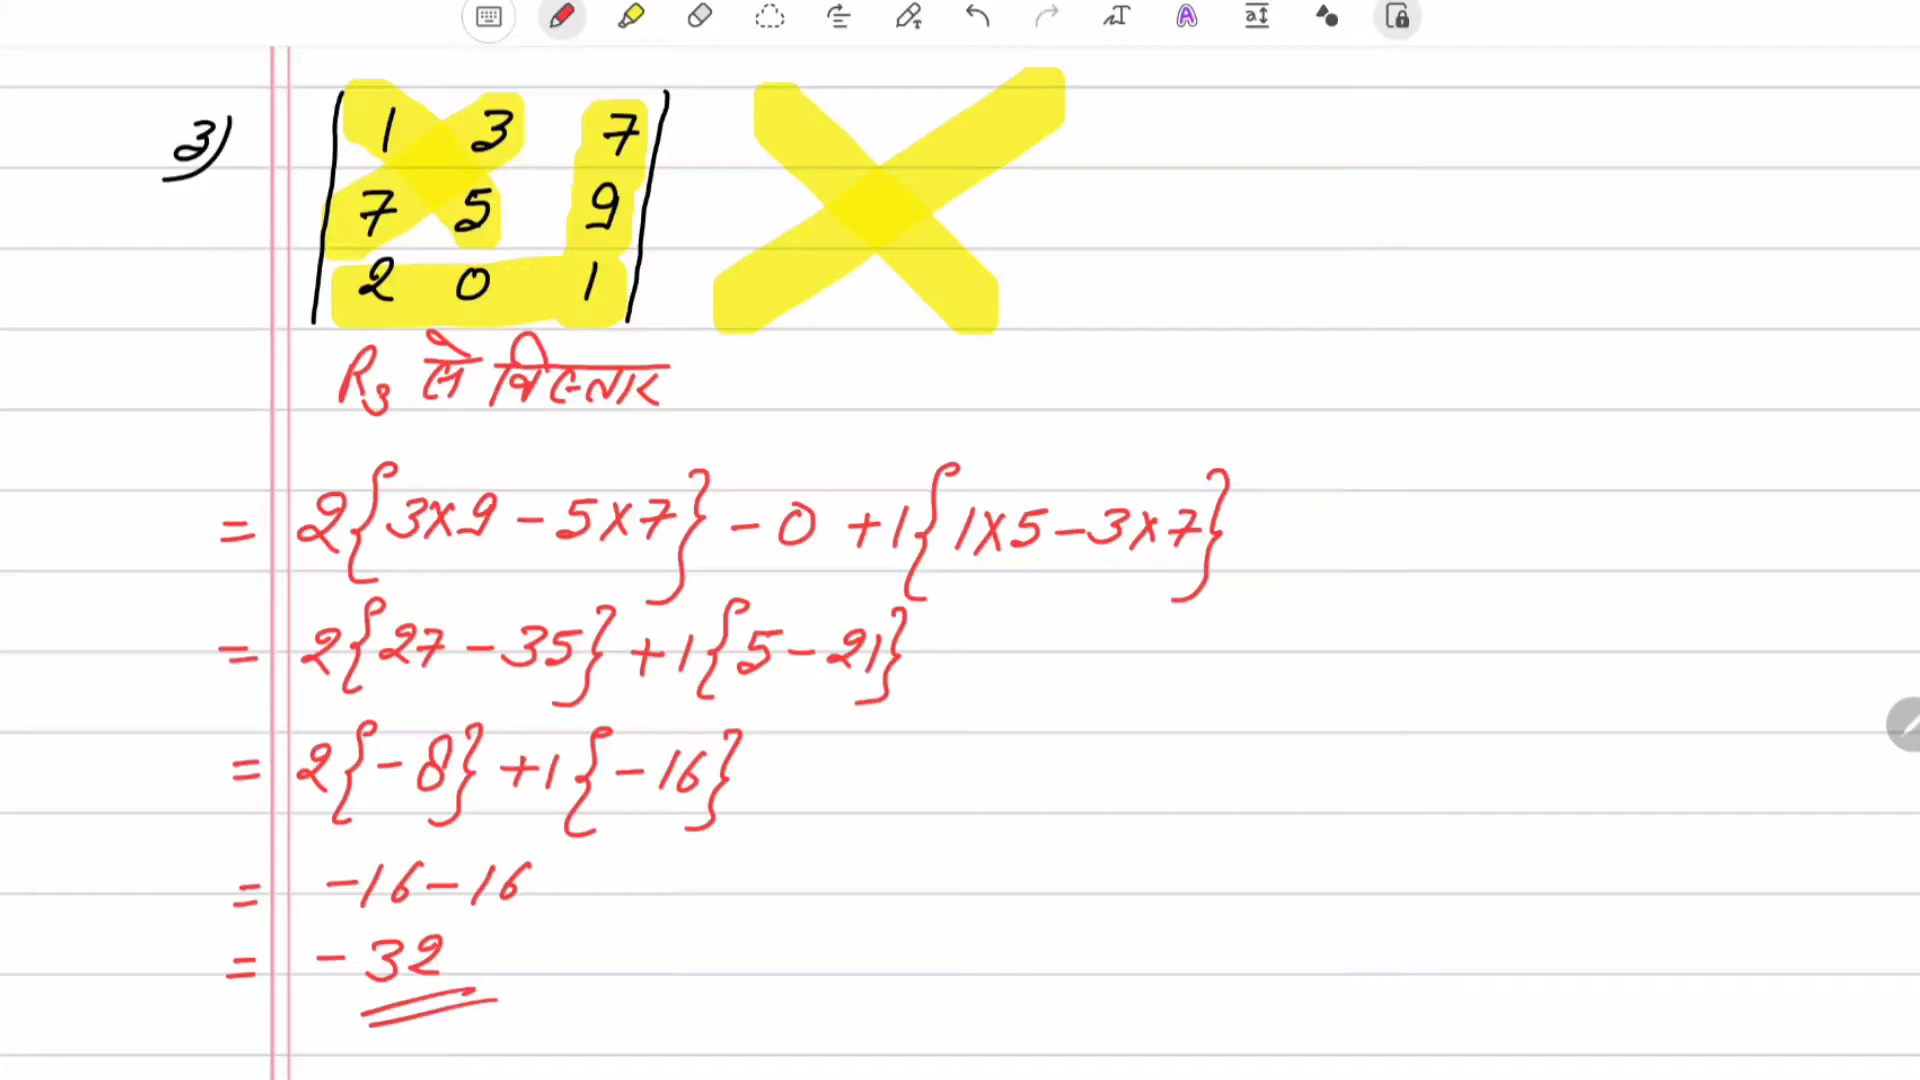 3)
1 3 7
7 5 9
2 0 1
R₃ से
= 2{3×9 - 5×7} - 0 + 1{1×5 - 3×7}
= 2{27 - 35} + 1{5 - 21}
= 2{-8} + 1{-16}
= -16 - 16
= -32